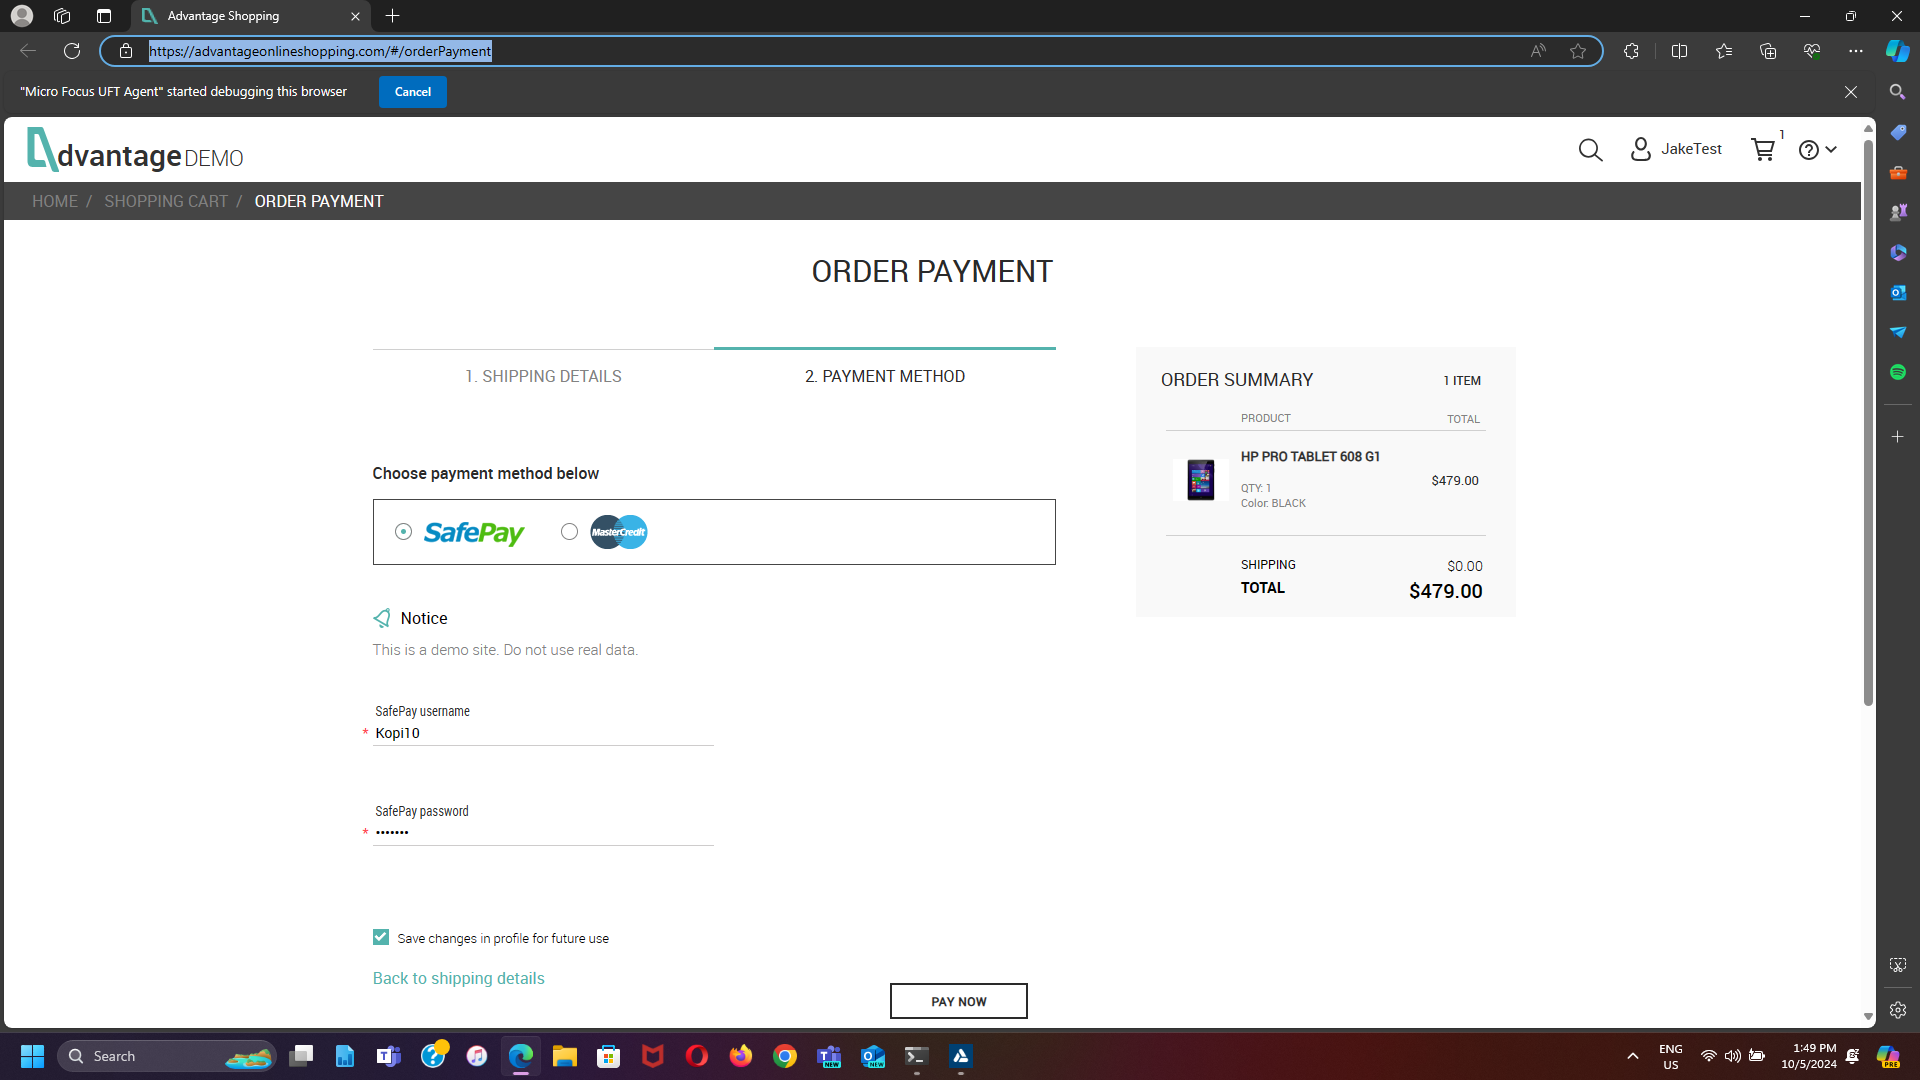 Advantage Shopping
https://advantageonlineshopping.com/#/orderPayment
"Micro Focus UFT Agent" started debugging this browser
Cancel
dvantage DEMO
JakeTest
1
HOME / SHOPPING CART / ORDER PAYMENT
ORDER PAYMENT
1. SHIPPING DETAILS
2. PAYMENT METHOD
Choose payment method below
SafePay
MasterCredit
Notice
This is a demo site. Do not use real data.
SafePay username
* Kopi10
SafePay password
* •••••••
Save changes in profile for future use
Back to shipping details
PAY NOW
ORDER SUMMARY
1 ITEM
PRODUCT
TOTAL
HP PRO TABLET 608 G1
$479.00
QTY: 1
Color: BLACK
SHIPPING
$0.00
TOTAL
$479.00
Search
NEW
NEW
ENG
US
1:49 PM
10/5/2024
PRE